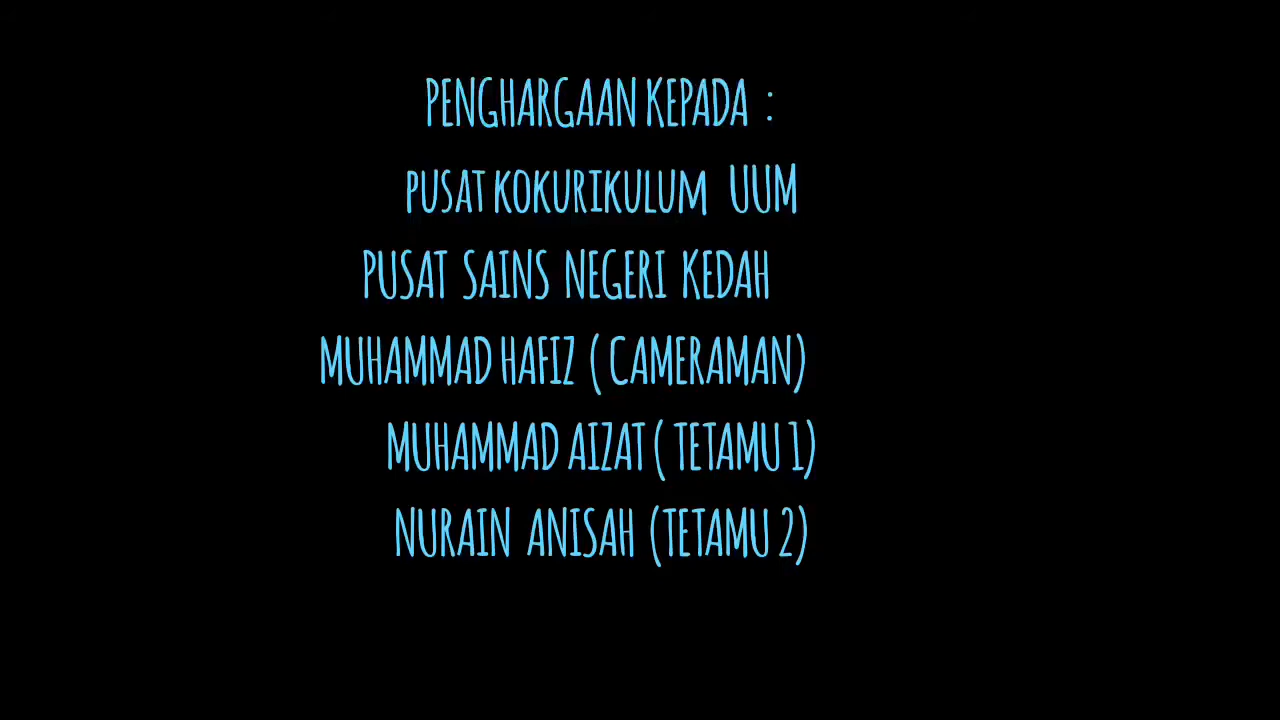 PENGHARGAAN KEPADA :
PUSAT KOKURIKULUM UUM
PUSAT SAINS NEGERI KEDAH
MUHAMMAD HAFIZ ( CAMERAMAN)
MUHAMMAD AIZAT ( TETAMU 1)
NURAIN ANISAH (TETAMU 2)